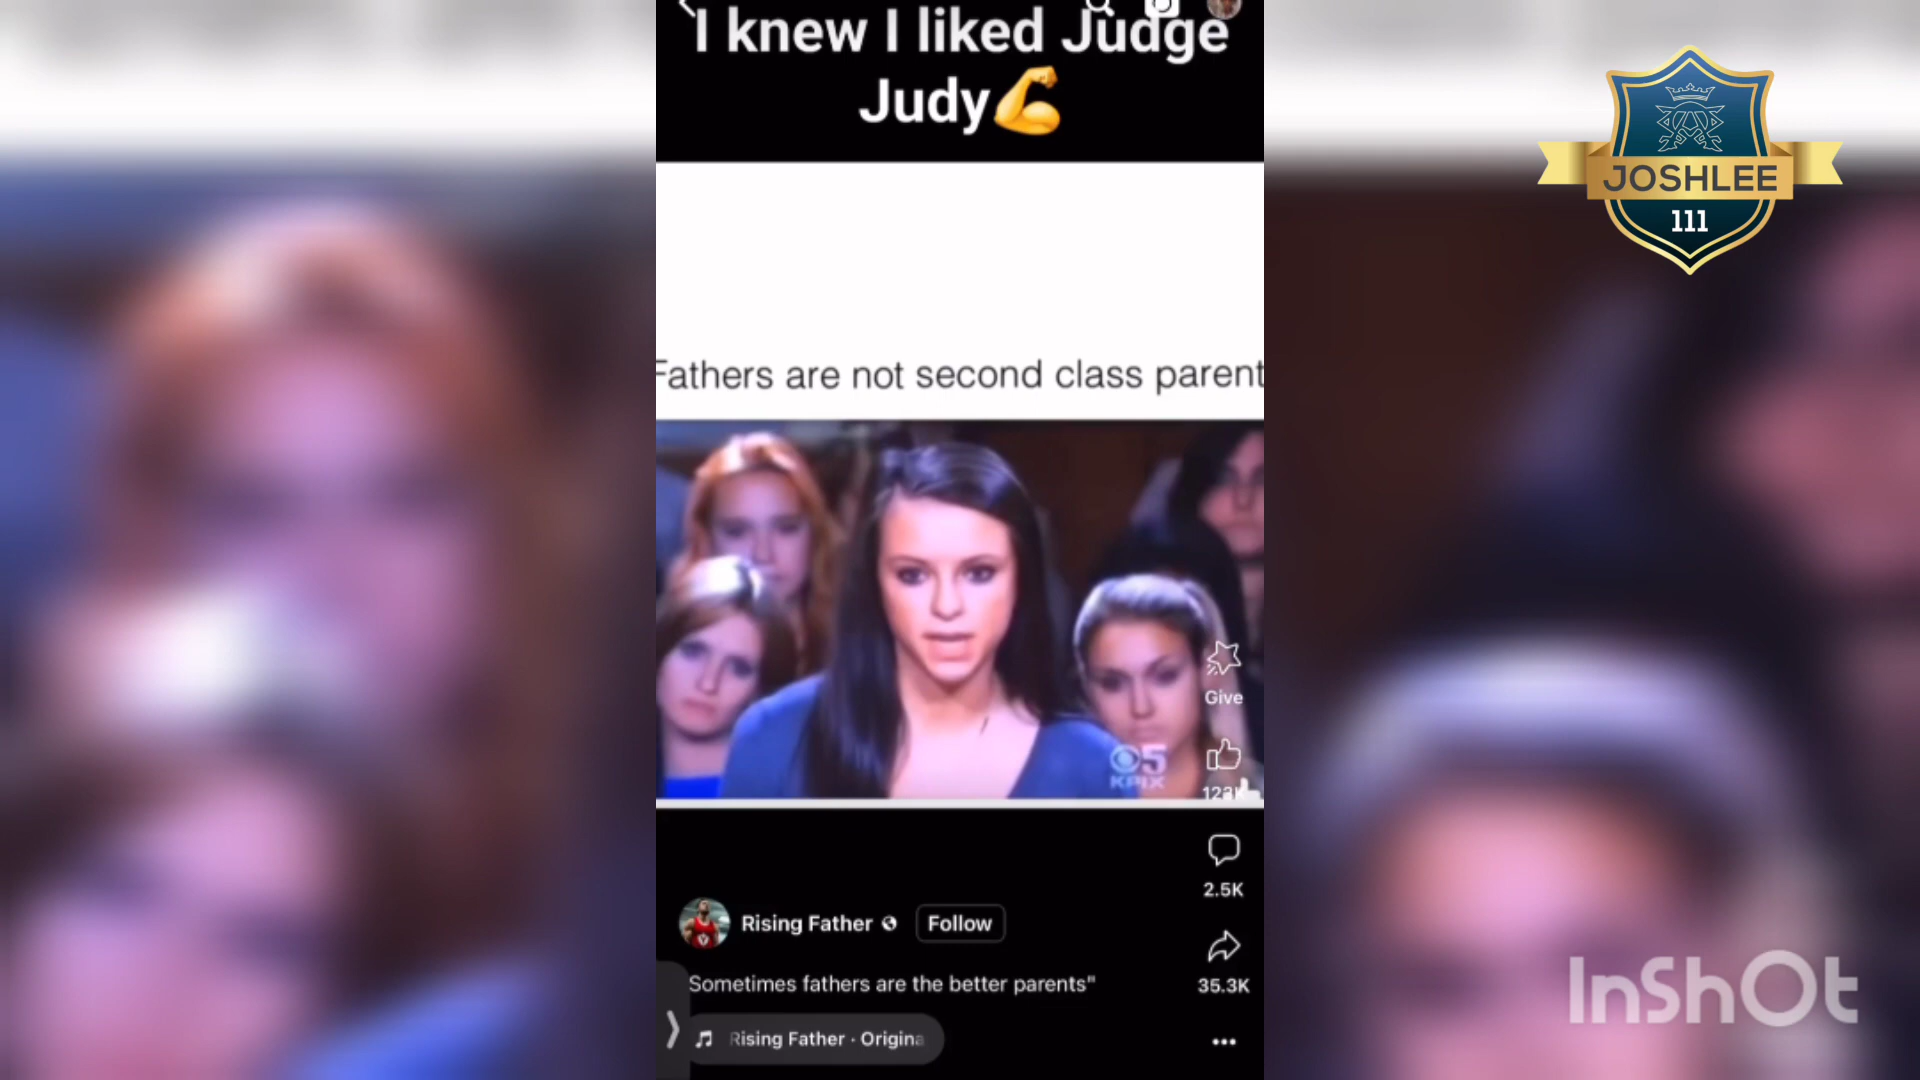 I knew I liked Judge
Judy💪
JOSHLEE
111
Fathers are not second class parent
Give
5
KPIX
123K
2.5K
Rising Father
Follow
Sometimes fathers are the better parents"
35.3K
Rising Father · Origina
InShOt